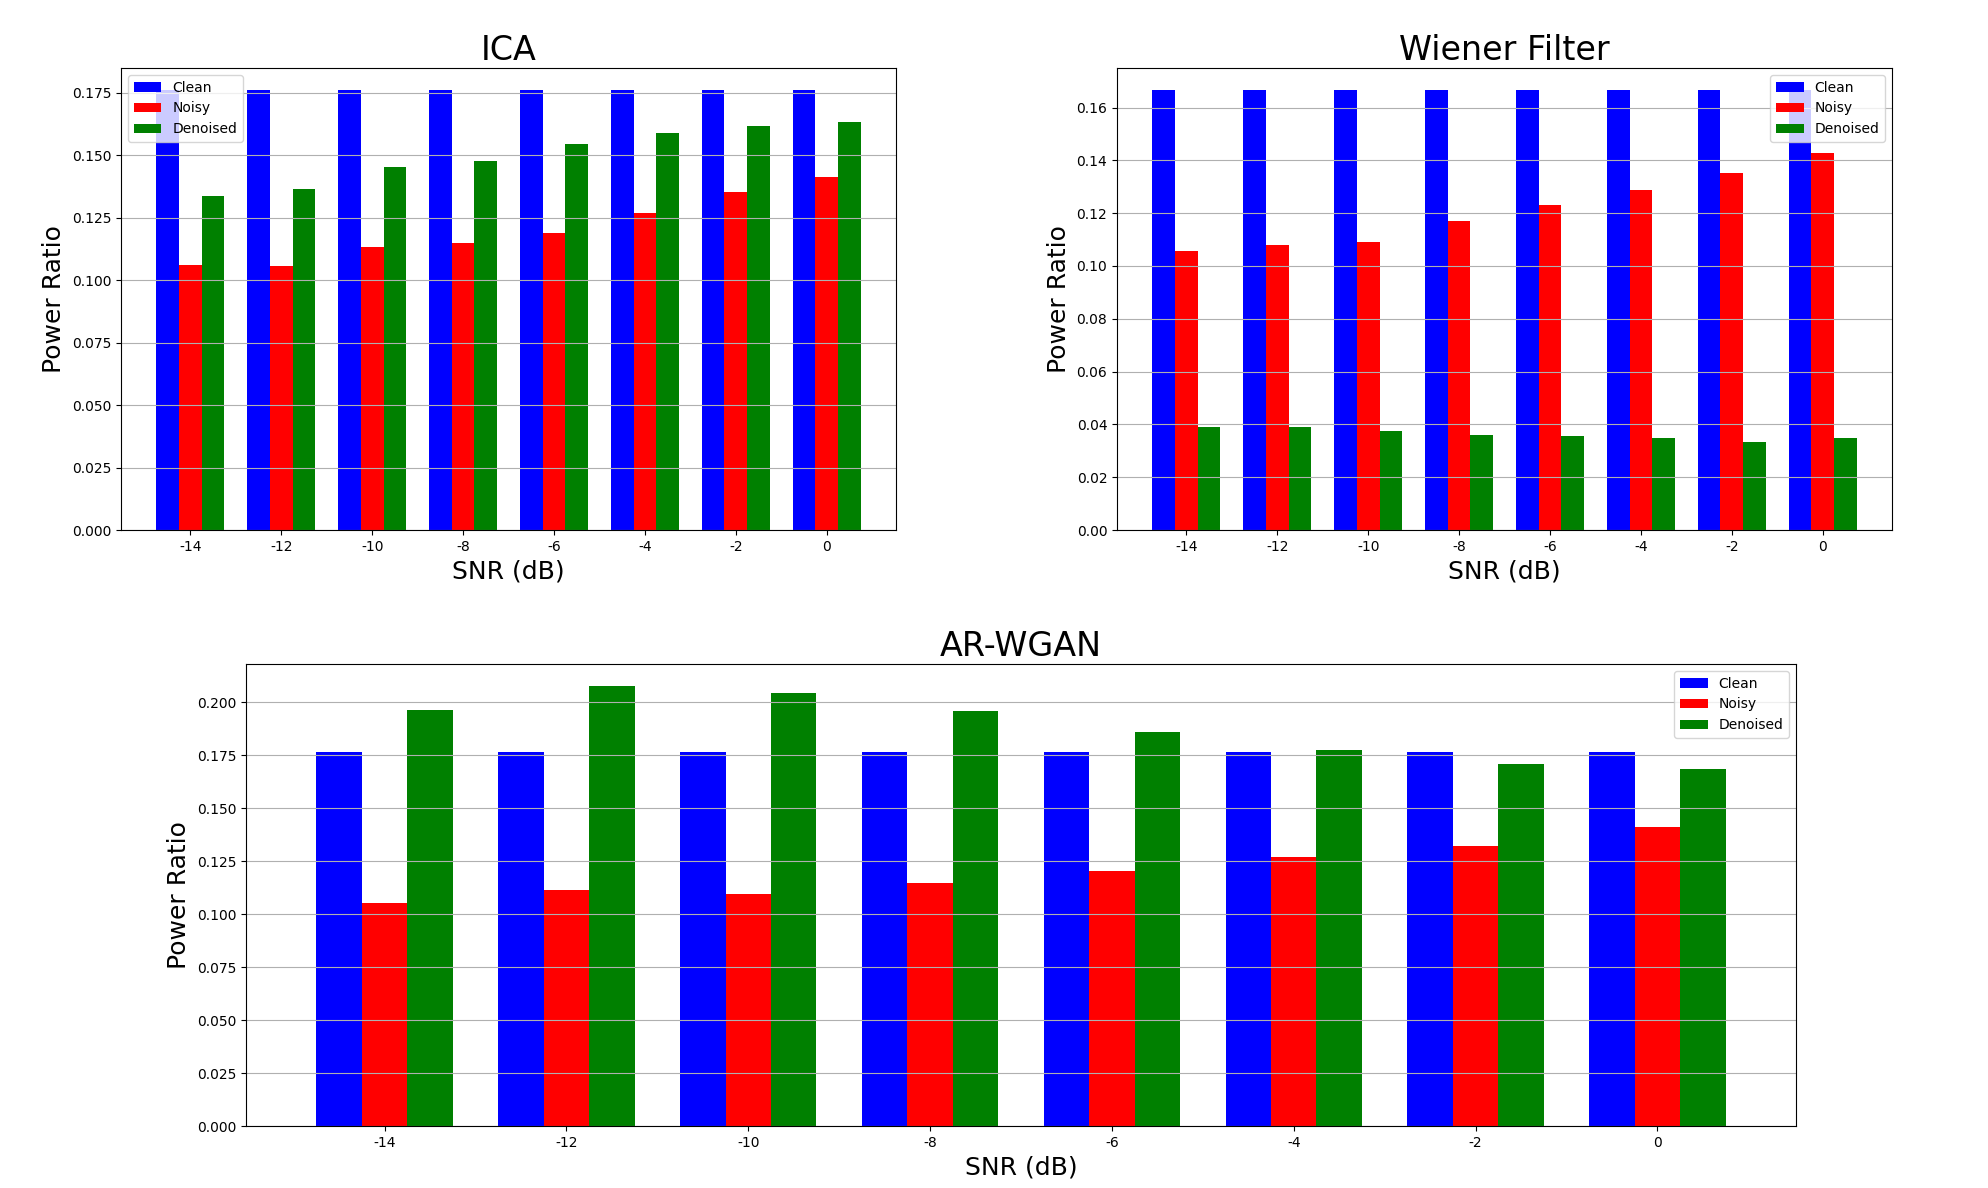 ICA
Clean
Noisy
Denoised
0.175
0.150
0.125
0.100
0.075
0.050
0.025
0.000
Power Ratio
-14 -12 -10 -8 -6 -4 -2 0
SNR (dB)
Wiener Filter
Clean
Noisy
Denoised
0.16
0.14
0.12
0.10
0.08
0.06
0.04
0.02
0.00
Power Ratio
-14 -12 -10 -8 -6 -4 -2 0
SNR (dB)
AR-WGAN
Clean
Noisy
Denoised
0.200
0.175
0.150
0.125
0.100
0.075
0.050
0.025
0.000
Power Ratio
-14 -12 -10 -8 -6 -4 -2 0
SNR (dB)